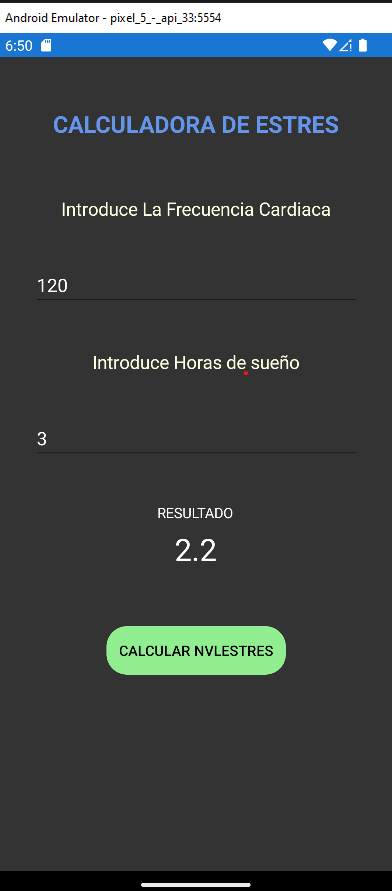 Android Emulator - pixel_5_-_api_33:5554
6:50
CALCULADORA DE ESTRES
Introduce La Frecuencia Cardiaca
120
Introduce Horas de sueño
3
RESULTADO
2.2
CALCULAR NVLESTRES